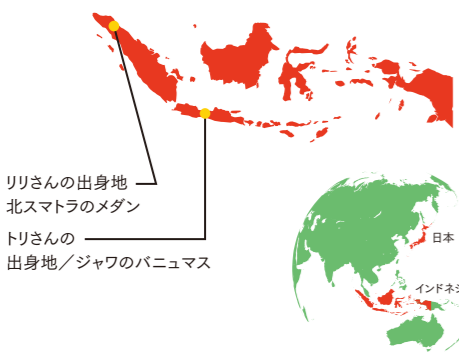 リリさんの出身地
北スマトラのメダン
トリさんの
出身地／ジャワのバニュマス
日本
インドネシ